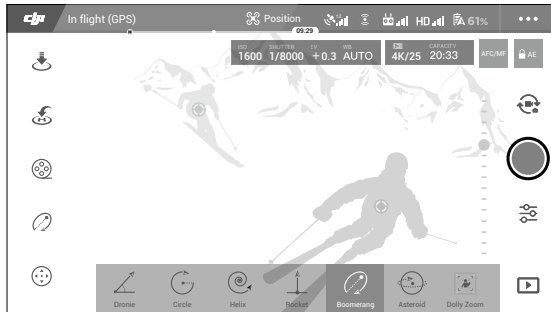 dji In flight (GPS) Position HD 61%
09:29
ISO SHUTTER EV WB CAPACITY
1600 1/8000 +0.3 AUTO 4K/25 20:33 AFC/MF AE
Dronie Circle Helix Rocket Boomerang Asteroid Dolly Zoom